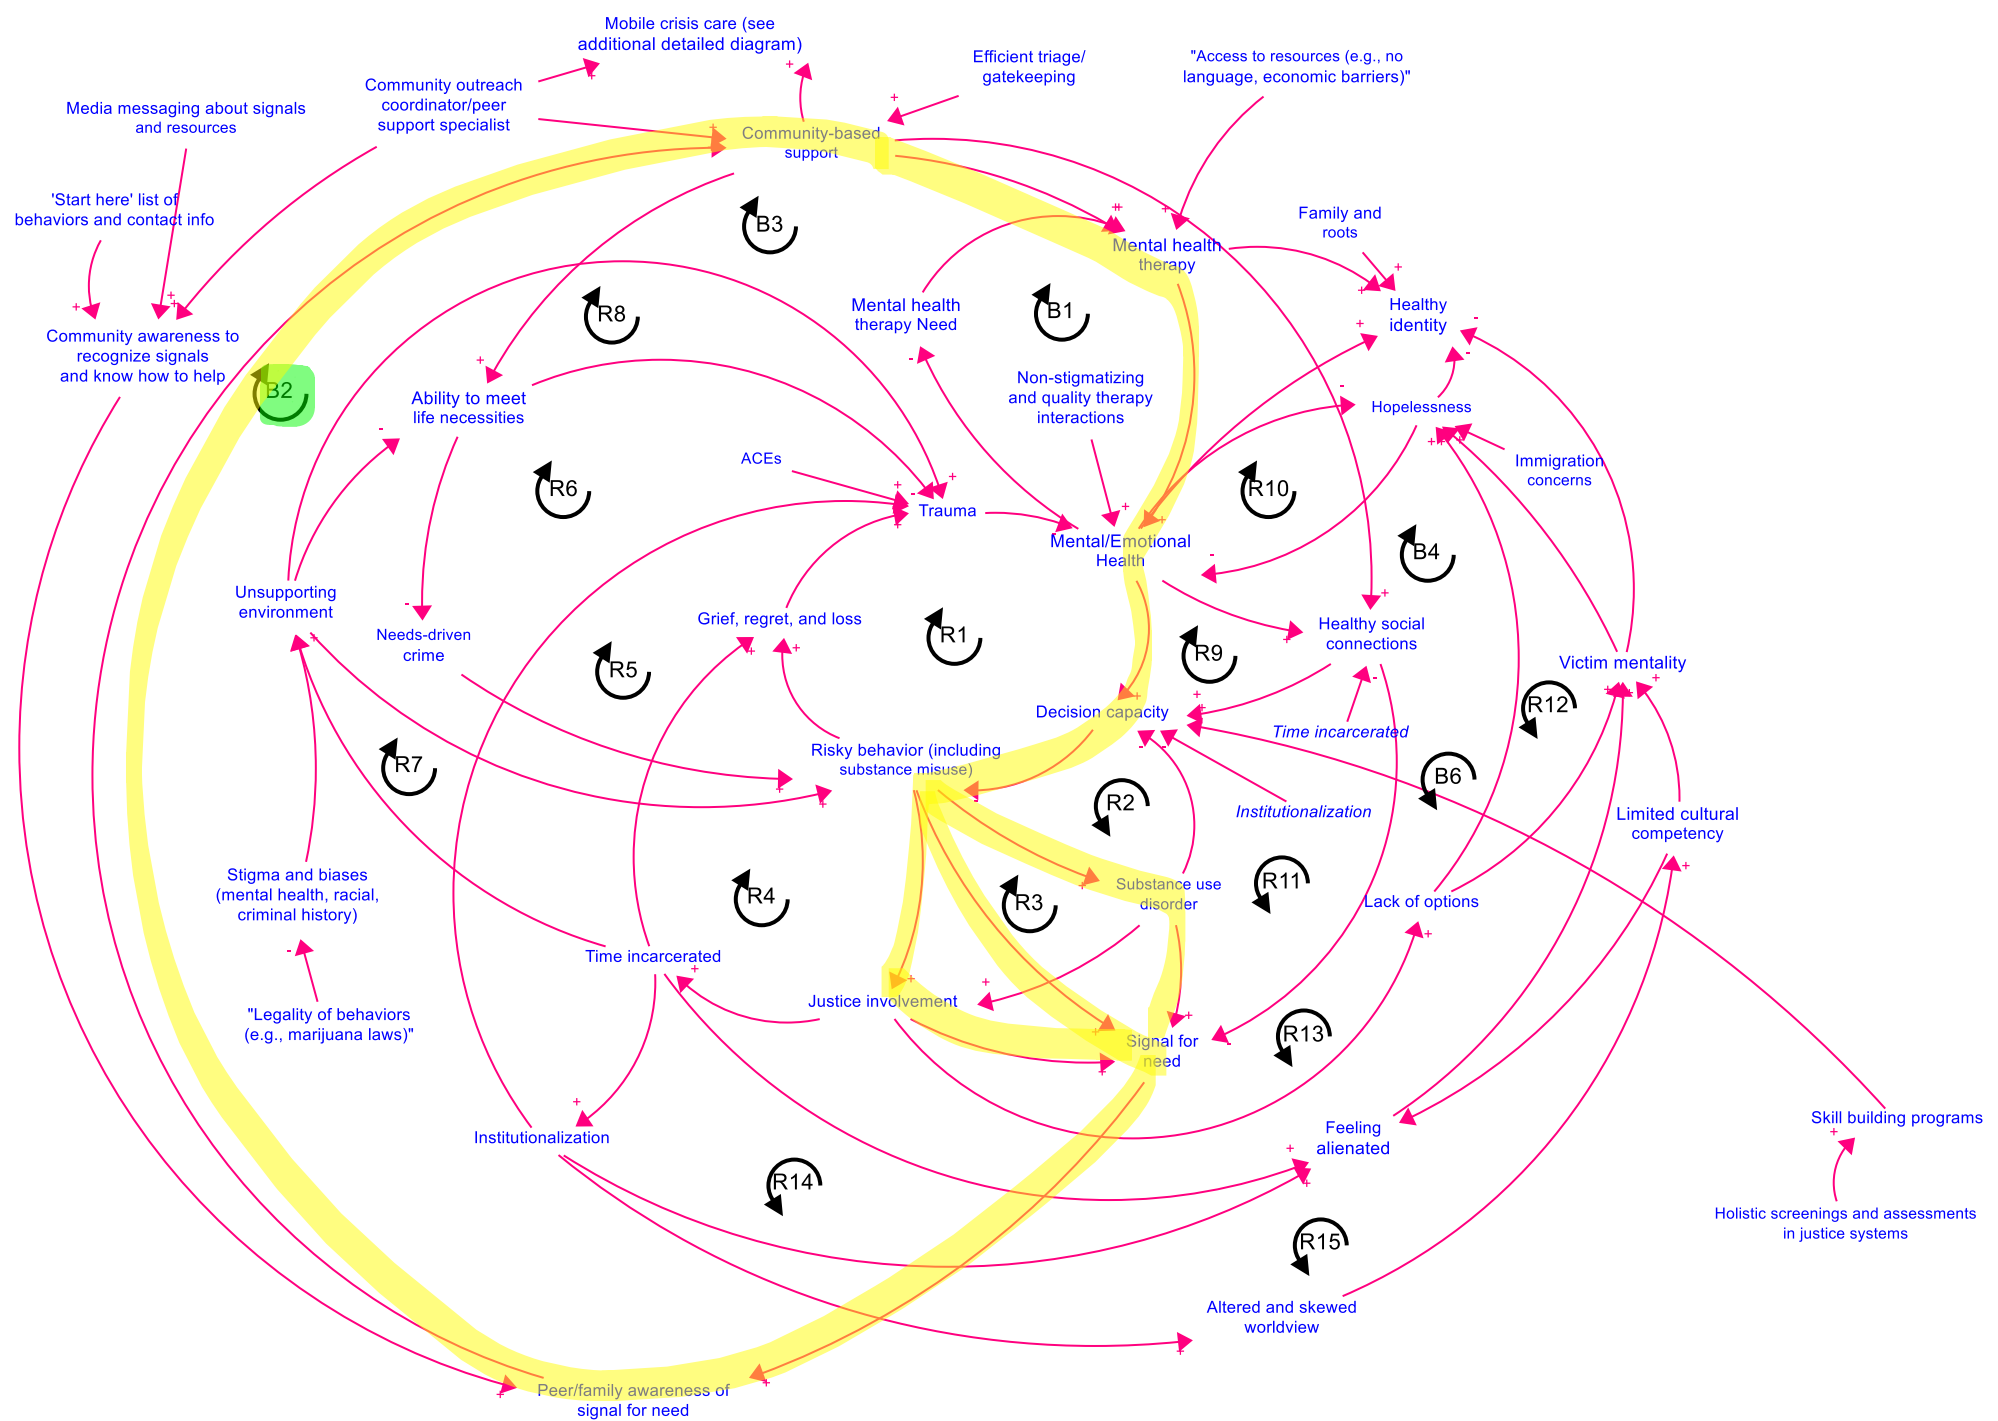 Mobile crisis care (see
additional detailed diagram)
Efficient triage/
gatekeeping
"Access to resources (e.g., no
language, economic barriers)"
Community outreach
coordinator/peer
support specialist
Media messaging about signals
and resources
Community-based
support
'Start here' list of
behaviors and contact info
B3
Mental health
therapy
Family and
roots
Mental health
therapy Need
B1
Healthy
identity
R8
Community awareness to
recognize signals
and know how to help
B2
Ability to meet
life necessities
Non-stigmatizing
and quality therapy
interactions
Hopelessness
ACEs
Immigration
concerns
R6
R10
Trauma
Mental/Emotional
Health
B4
Unsupporting
environment
Needs-driven
crime
Grief, regret, and loss
R1
Healthy social
connections
R5
R9
Victim mentality
Decision capacity
Time incarcerated
R12
Risky behavior (including
substance misuse)
R7
B6
R2
Institutionalization
Limited cultural
competency
Stigma and biases
(mental health, racial,
criminal history)
R4
R3
Substance use
disorder
R11
Lack of options
Time incarcerated
Justice involvement
"Legality of behaviors
(e.g., marijuana laws)"
Signal for
need
R13
Institutionalization
Feeling
alienated
Skill building programs
R14
Holistic screenings and assessments
in justice systems
R15
Altered and skewed
worldview
Peer/family awareness of
signal for need